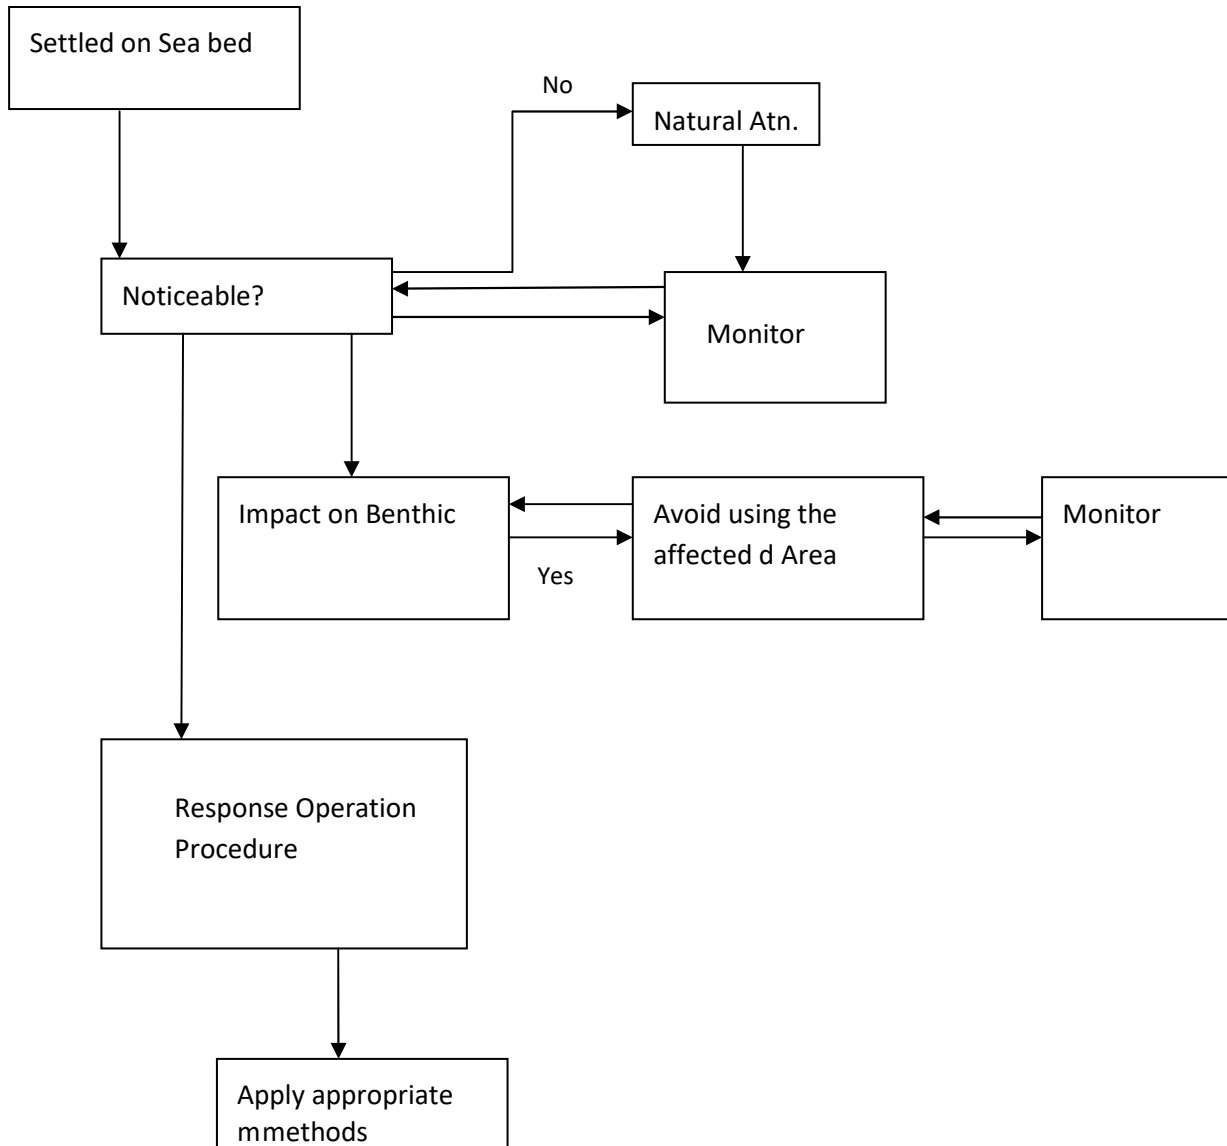 Settled on Sea bed
No
Natural Atn.
Noticeable?
Monitor
Impact on Benthic
Yes
Avoid using the
affected d Area
Monitor
Response Operation
Procedure
Apply appropriate
mmethods